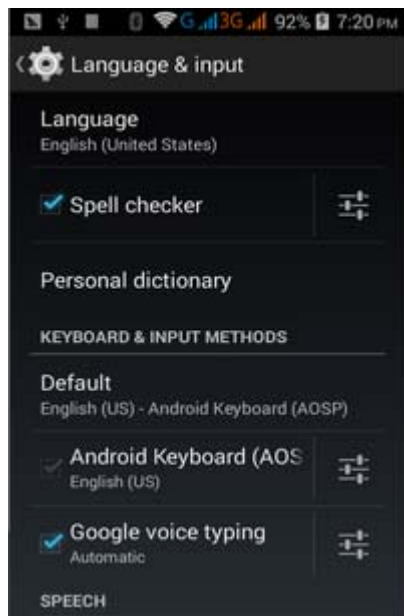 G 3G 92% 7:20 PM
Language & input
Language
English (United States)
Spell checker
Personal dictionary
KEYBOARD & INPUT METHODS
Default
English (US) - Android Keyboard (AOSP)
Android Keyboard (AOS
English (US)
Google voice typing
Automatic
SPEECH